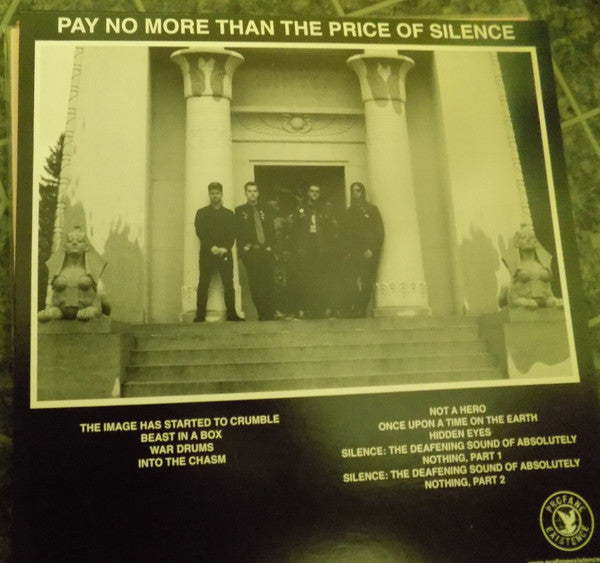 PAY NO MORE THAN THE PRICE OF SILENCE
THE IMAGE HAS STARTED TO CRUMBLE
BEAST IN A BOX
WAR DRUMS
INTO THE CHASM
NOT A HERO
ONCE UPON A TIME ON THE EARTH
HIDDEN EYES
SILENCE: THE DEAFENING SOUND OF ABSOLUTELY
NOTHING, PART 1
SILENCE: THE DEAFENING SOUND OF ABSOLUTELY
NOTHING, PART 2
PROFANE
EXISTENCE